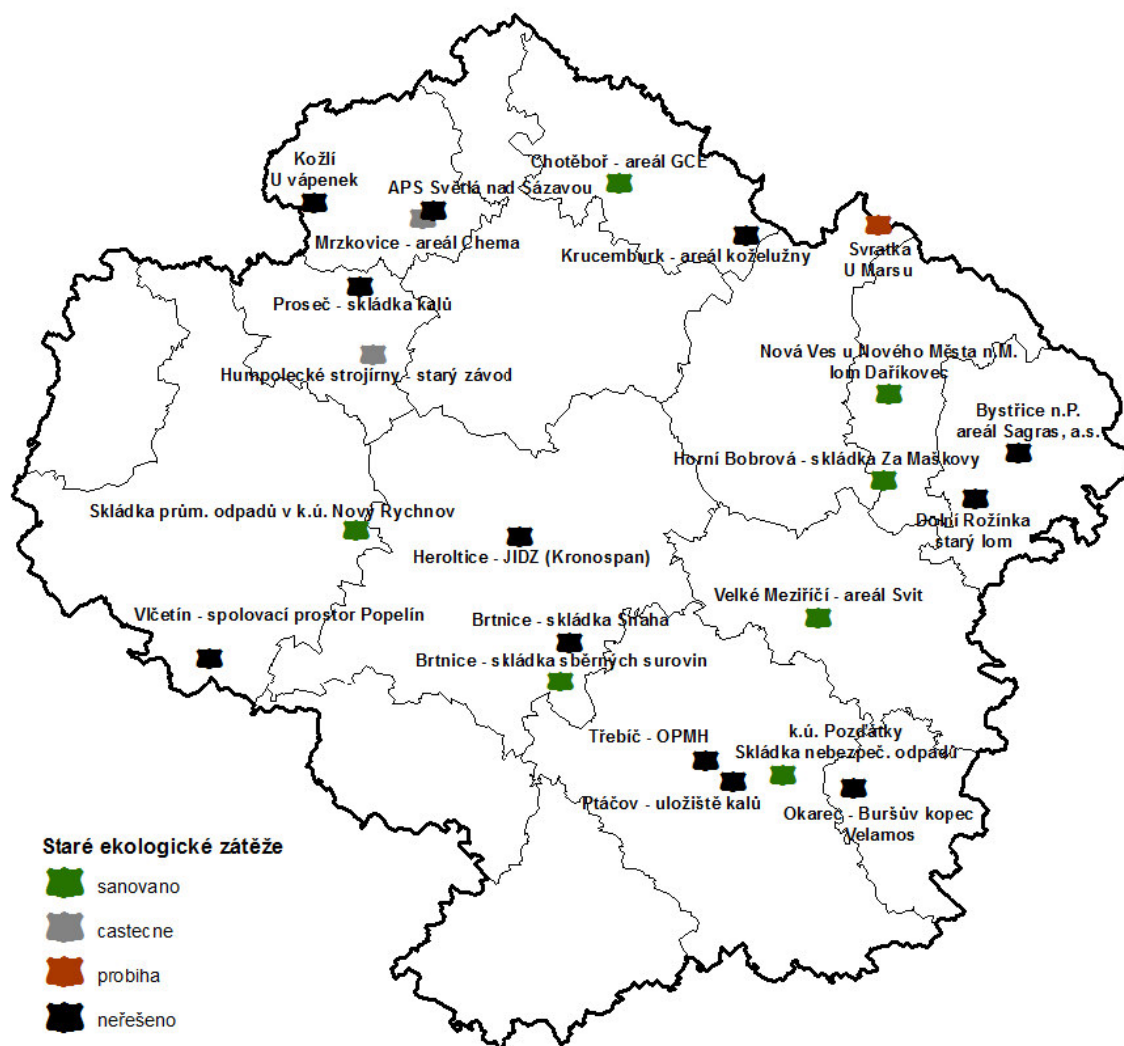 Kožlí
U vápenek
Chotěboř - areál GCE
APS Světlá nad Sázavou
Mrzkovice - areál Chema
Krucemburk - areál koželužny
Svratka
U Marsu
Proseč - skládka kalů
Humpolecké strojírny - starý závod
Nová Ves u Nového Města n.M.
lom Daříkovec
Bystřice n.P.
areál Sagras, a.s.
Horní Bobrová - skládka Za Maškovy
Skládka prům. odpadů v k.ú. Nový Rychnov
Dolní Rožínka
starý lom
Heroltice - JIDZ (Kronospan)
Velké Meziříčí - areál Svit
Vlčetín - spolovací prostor Popelín
Brtnice - skládka Snaha
Brtnice - skládka sběrných surovin
Třebíč - OPMH
k.ú. Pozďátky
Skládka nebezpeč. odpadů
Ptáčov - uložiště kalů
Okarec - Buršův kopec
Velamos
Staré ekologické zátěže
sanovano
castecne
probiha
neřešeno